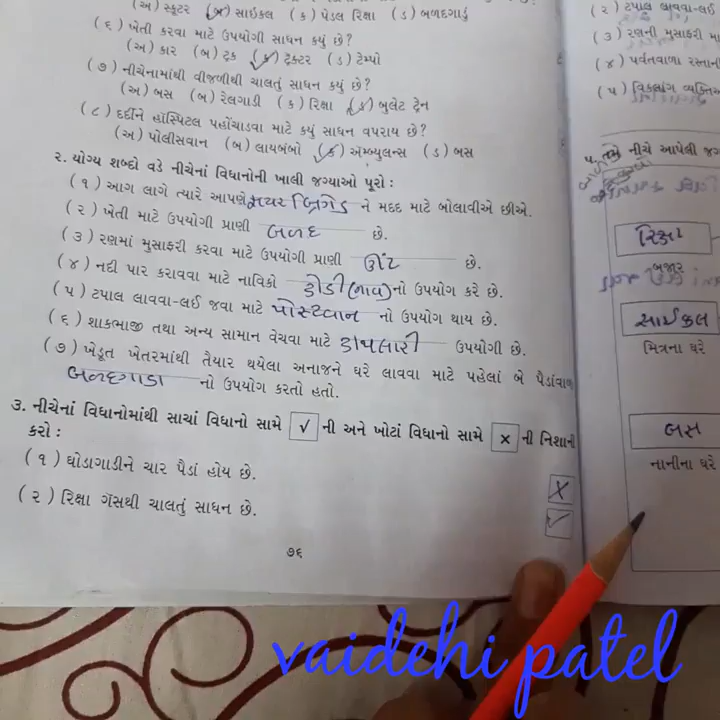 (અ) સ્કૂટર (બ) સાઇકલ (ક) પેડલ રિક્ષા (ડ) બળદગાડું
(૬) ખેતી કરવા માટે ઉપયોગી સાધન કયું છે?
(અ) કાર (બ) ટ્રક (ક) ટ્રૅક્ટર (ડ) ટેમ્પો
(૭) નીચેનામાંથી વીજળીથી ચાલતું સાધન કયું છે?
(અ) બસ (બ) રેલગાડી (ક) રિક્ષા (ડ) બુલેટ ટ્રેન
(૮) દર્દીને હૉસ્પિટલ પહોંચાડવા માટે કયું સાધન વપરાય છે?
(અ) પોલીસવાન (બ) લાયબંબો (ક) ઍમ્બ્યુલન્સ (ડ) બસ
૨. યોગ્ય શબ્દો વડે નીચેનાં વિધાનોની ખાલી જગ્યાઓ પૂરો :
(૧) આગ લાગે ત્યારે આપણે ફાયર બ્રિગેડ ને મદદ માટે બોલાવીએ છીએ.
(૨) ખેતી માટે ઉપયોગી પ્રાણી બળદ છે.
(૩) રણમાં મુસાફરી કરવા માટે ઉપયોગી પ્રાણી ઊંટ છે.
(૪) નદી પાર કરાવવા માટે નાવિકો હોડી (નાવ) નો ઉપયોગ કરે છે.
(૫) ટપાલ લાવવા-લઈ જવા માટે પોસ્ટવાન નો ઉપયોગ થાય છે.
(૬) શાકભાજી તથા અન્ય સામાન વેચવા માટે હાથલારી ઉપયોગી છે.
(૭) ખેડૂત ખેતરમાંથી તૈયાર થયેલા અનાજને ઘરે લાવવા માટે પહેલાં બે પૈડાંવાળા
બળદગાડા નો ઉપયોગ કરતો હતો.
૩. નીચેનાં વિધાનોમાંથી સાચાં વિધાનો સામે ✓ ની અને ખોટાં વિધાનો સામે × ની નિશાની
કરો :
(૧) ઘોડાગાડીને ચાર પૈડાં હોય છે. ×
(૨) રિક્ષા ગૅસથી ચાલતું સાધન છે. ✓
૭૬
(૨) ટપાલ લાવવા-લઈ
(૩) રણની મુસાફરી મા
(૪) પર્વતવાળા રસ્તાની
(૫) વિકલાંગ વ્યક્તિઓ
નીચે આપેલી જગ
રિક્ષા
બજાર
સાઈકલ
મિત્રના ઘરે
બસ
નાનીના ઘરે
vaidehi patel